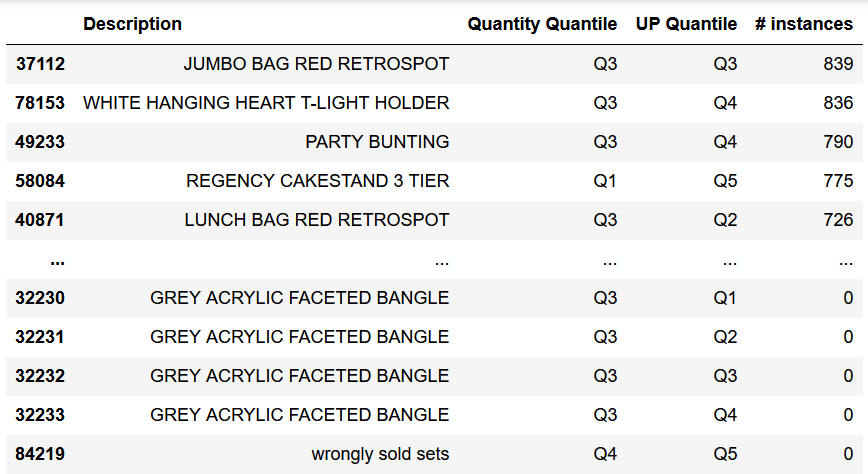 Description Quantity Quantile UP Quantile # instances
37112 JUMBO BAG RED RETROSPOT Q3 Q3 839
78153 WHITE HANGING HEART T-LIGHT HOLDER Q3 Q4 836
49233 PARTY BUNTING Q3 Q4 790
58084 REGENCY CAKESTAND 3 TIER Q1 Q5 775
40871 LUNCH BAG RED RETROSPOT Q3 Q2 726
... ... ... ... ...
32230 GREY ACRYLIC FACETED BANGLE Q3 Q1 0
32231 GREY ACRYLIC FACETED BANGLE Q3 Q2 0
32232 GREY ACRYLIC FACETED BANGLE Q3 Q3 0
32233 GREY ACRYLIC FACETED BANGLE Q3 Q4 0
84219 wrongly sold sets Q4 Q5 0